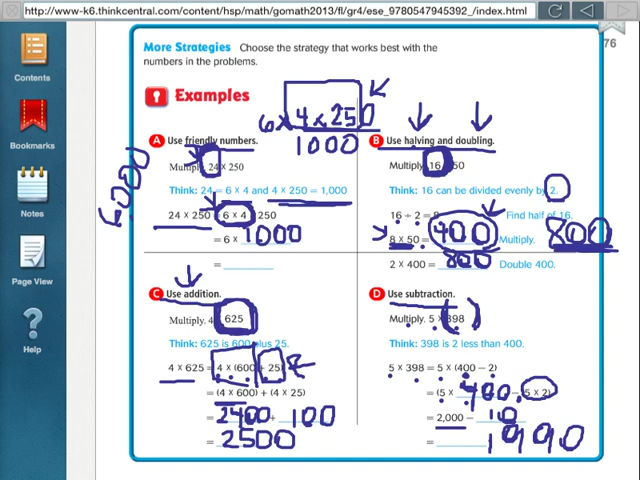 http://www-k6.thinkcentral.com/content/hsp/math/gomath2013/fl/gr4/ese_9780547945392_/index.html
Contents
Bookmarks
Notes
Page View
Help
More Strategies Choose the strategy that works best with the
numbers in the problems.
76
Examples
6 × 4 × 250
1000
6000
A Use friendly numbers.
Multiply. 24 × 250
Think: 24 = 6 × 4 and 4 × 250 = 1,000
24 × 250 = 6 × 4 250
= 6 × 1000
=
B Use halving and doubling.
Multiply. 16 50
Think: 16 can be divided evenly by 2.
16 ÷ 2 = 8 Find half of 16.
8 × 50 = 400 Multiply. 800
2 × 400 = 800 Double 400.
C Use addition.
Multiply. 4 625
Think: 625 is 600 plus 25.
4 × 625 = 4 × (600 + 25)
= (4 × 600) + (4 × 25)
= 2400 + 100
= 2500
D Use subtraction.
Multiply. 5 × 398
Think: 398 is 2 less than 400.
5 × 398 = 5 × (400 − 2)
= (5 × 400) − (5 × 2)
= 2,000 − 10
= 1990